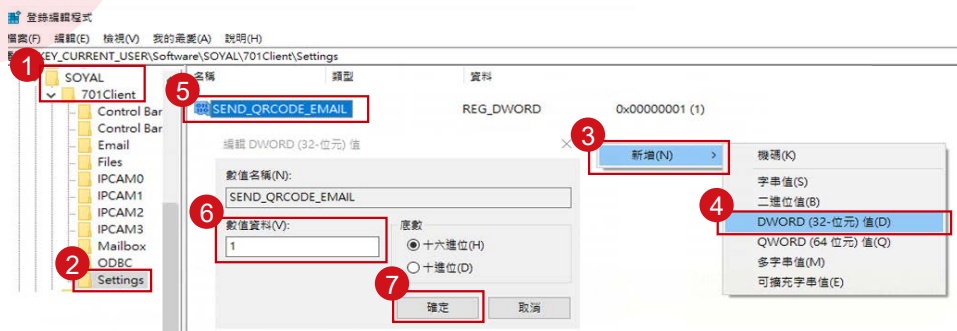 登錄編輯程式
檔案(F) 編輯(E) 檢視(V) 我的最愛(A) 說明(H)
KEY_CURRENT_USER\Software\SOYAL\701Client\Settings
1
SOYAL
701Client
Control Bar
Control Bar
Email
Files
IPCAM0
IPCAM1
IPCAM2
IPCAM3
Mailbox
ODBC
2
Settings
名稱 類型 資料
5
SEND_QRCODE_EMAIL REG_DWORD 0x00000001 (1)
編輯 DWORD (32-位元) 值
數值名稱(N):
SEND_QRCODE_EMAIL
6
數值資料(V):
1
底數
十六進位(H)
十進位(D)
7
確定 取消
3
新增(N) >
機碼(K)
字串值(S)
二進位值(B)
4
DWORD (32-位元) 值(D)
QWORD (64 位元) 值(Q)
多字串值(M)
可擴充字串值(E)